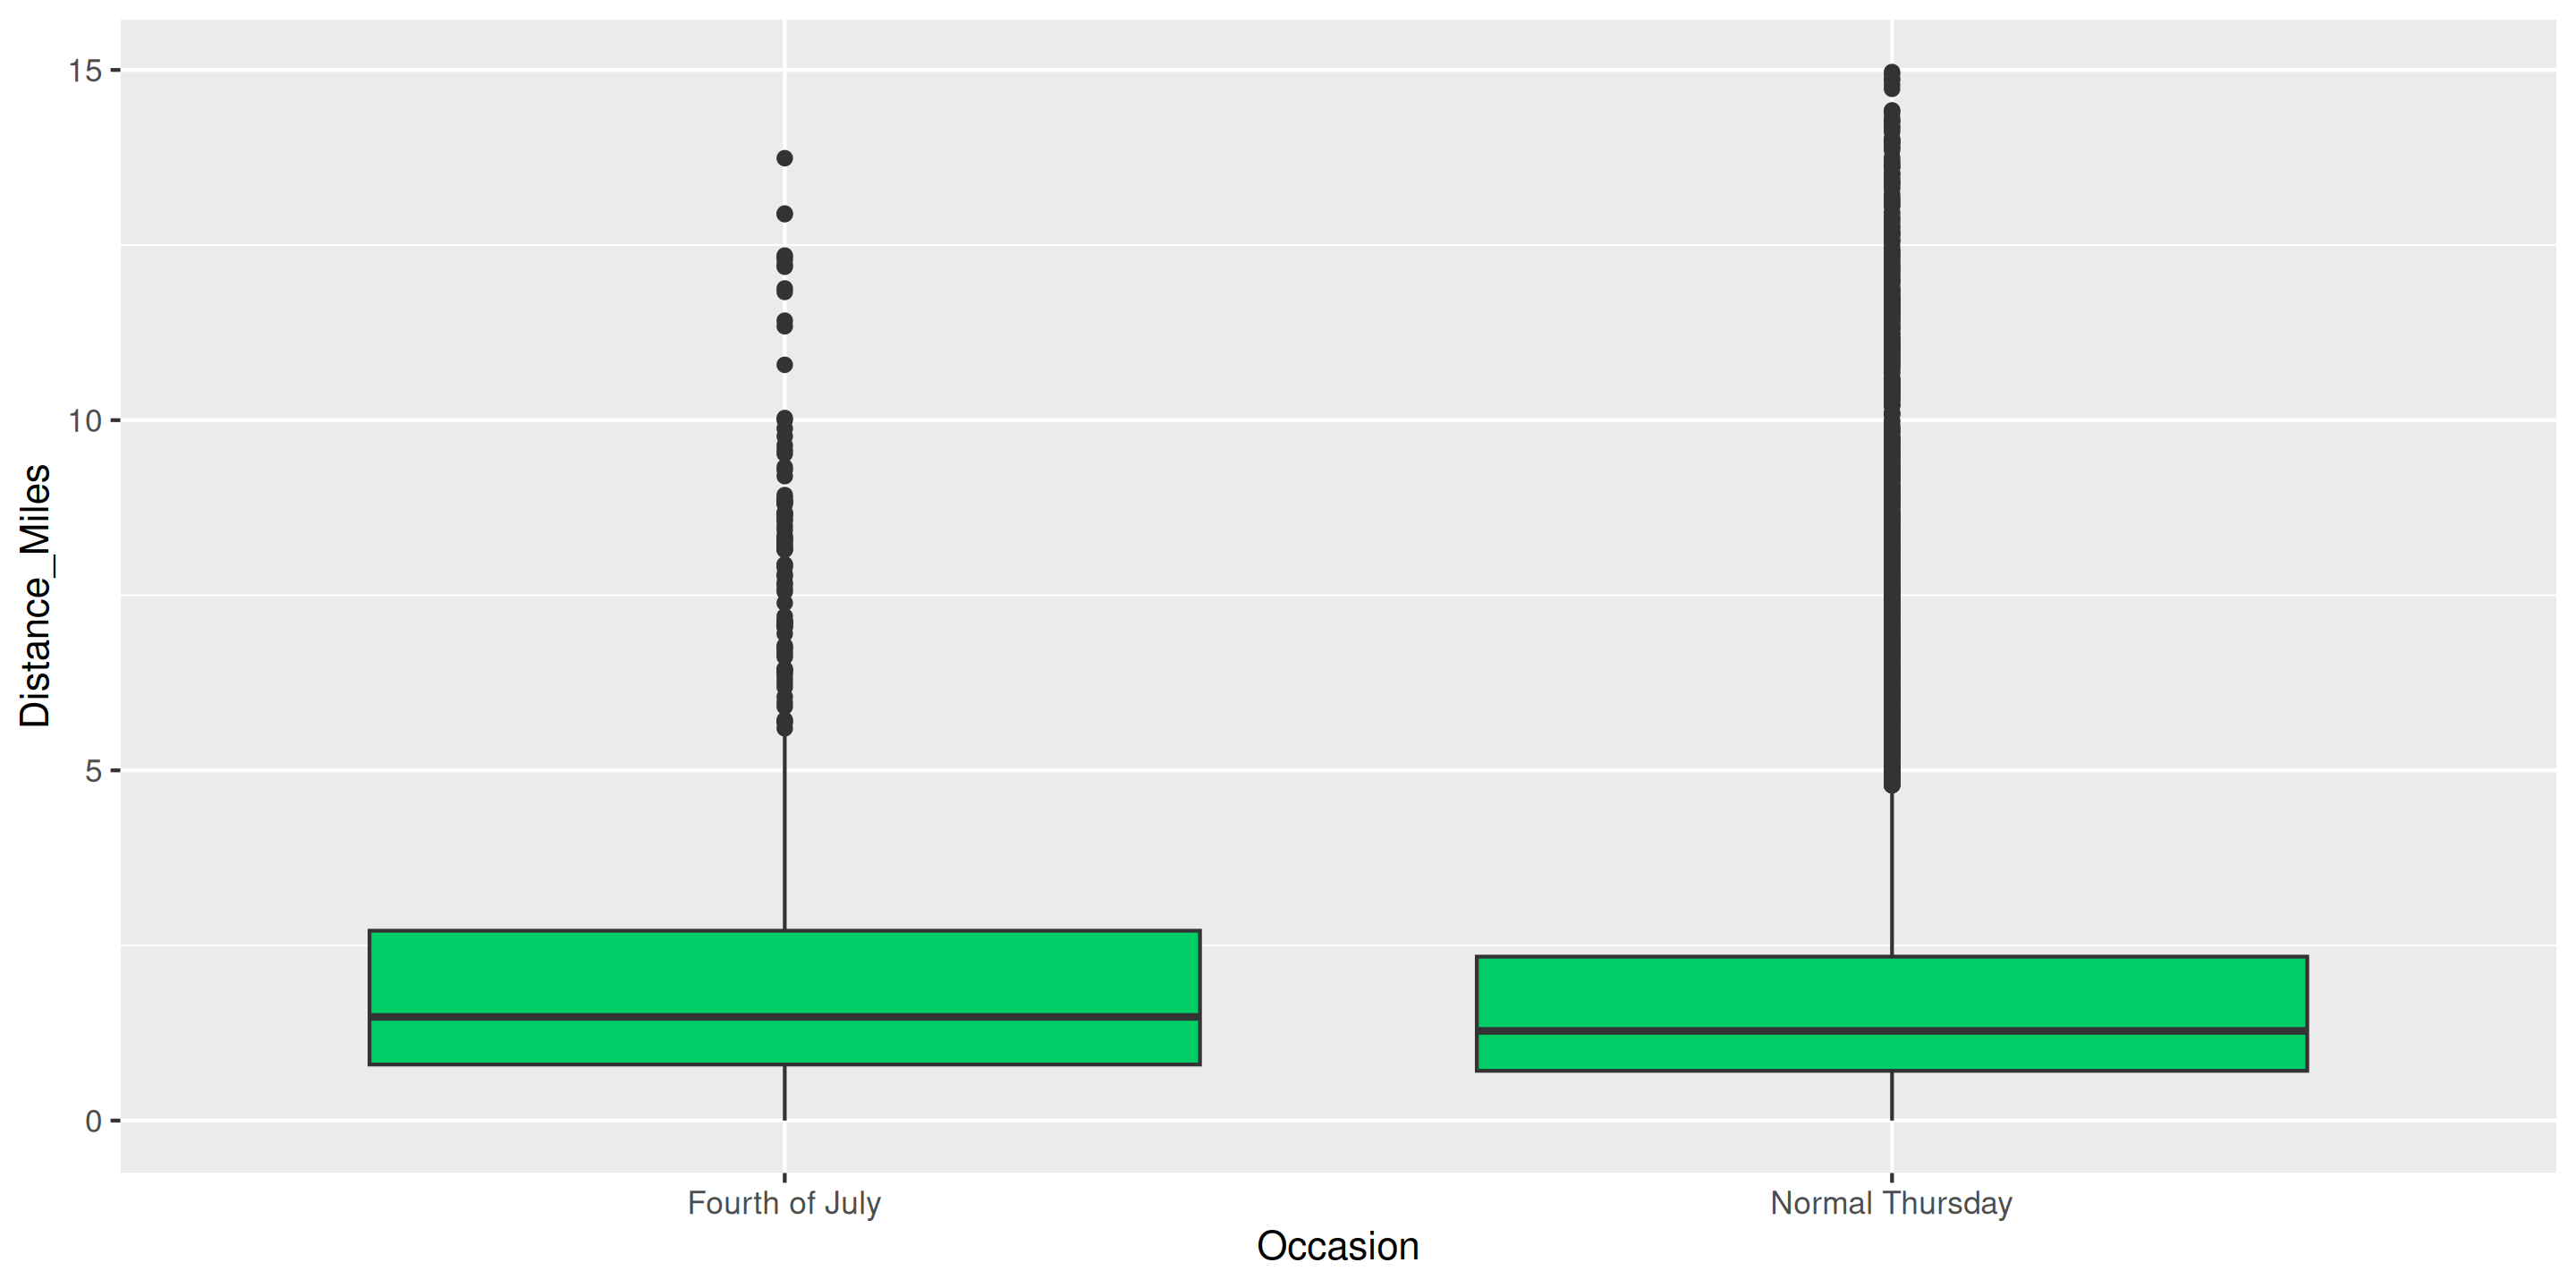 15
10
5
0
Distance_Miles
Fourth of July
Normal Thursday
Occasion